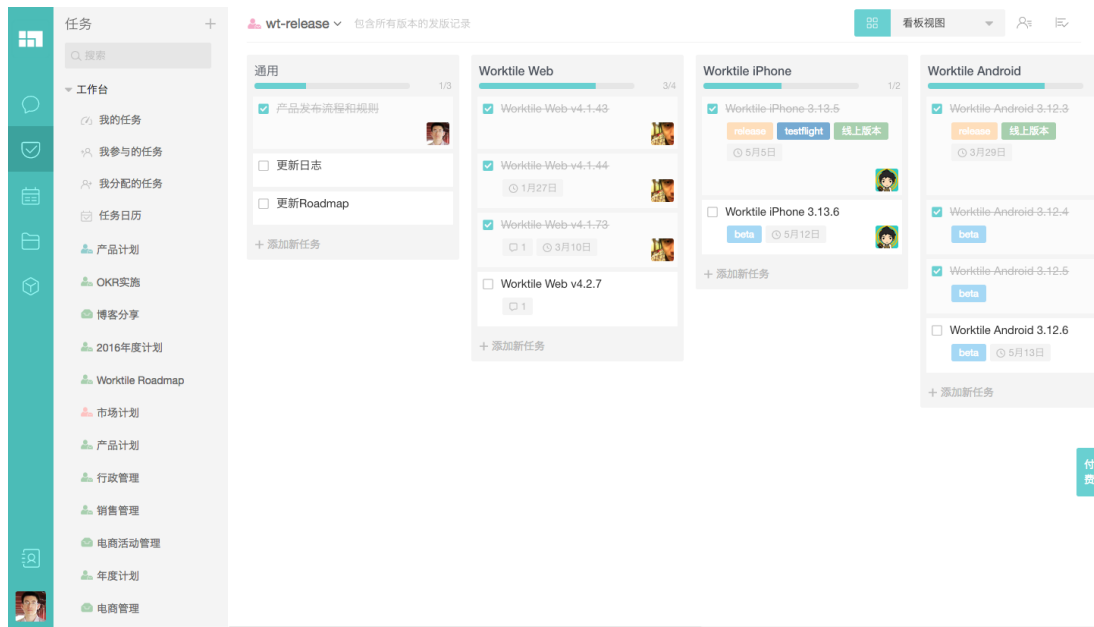 任务
搜索
工作台
我的任务
我参与的任务
我分配的任务
任务日历
产品计划
OKR实施
博客分享
2016年度计划
Worktile Roadmap
市场计划
产品计划
行政管理
销售管理
电商活动管理
年度计划
电商管理
wt-release 包含所有版本的发版记录
看板视图
通用
1/3
产品发布流程和规则
更新日志
更新Roadmap
+ 添加新任务
Worktile Web
3/4
Worktile Web v4.1.43
Worktile Web v4.1.44
1月27日
Worktile Web v4.1.73
1 3月10日
Worktile Web v4.2.7
1
+ 添加新任务
Worktile iPhone
1/2
Worktile iPhone 3.13.5
release testflight 线上版本
5月5日
Worktile iPhone 3.13.6
beta 5月12日
+ 添加新任务
Worktile Android
Worktile Android 3.12.3
release 线上版本
3月29日
Worktile Android 3.12.4
beta
Worktile Android 3.12.5
beta
Worktile Android 3.12.6
beta 5月13日
+ 添加新任务
付
费